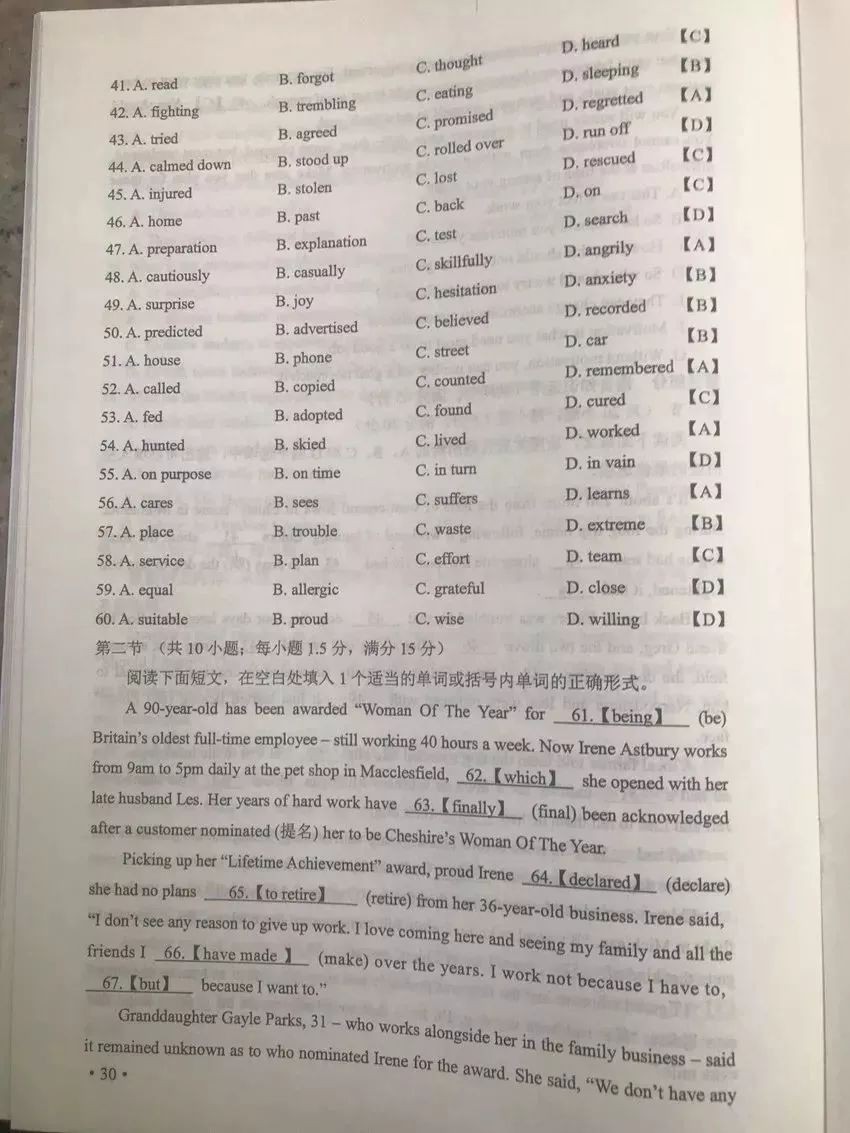 41. A. read B. forgot C. thought D. heard 【C】
42. A. fighting B. trembling C. eating D. sleeping 【B】
43. A. tried B. agreed C. promised D. regretted 【A】
44. A. calmed down B. stood up C. rolled over D. run off 【D】
45. A. injured B. stolen C. lost D. rescued 【C】
46. A. home B. past C. back D. on 【C】
47. A. preparation B. explanation C. test D. search 【D】
48. A. cautiously B. casually C. skillfully D. angrily 【A】
49. A. surprise B. joy C. hesitation D. anxiety 【B】
50. A. predicted B. advertised C. believed D. recorded 【B】
51. A. house B. phone C. street D. car 【B】
52. A. called B. copied C. counted D. remembered 【A】
53. A. fed B. adopted C. found D. cured 【C】
54. A. hunted B. skied C. lived D. worked 【A】
55. A. on purpose B. on time C. in turn D. in vain 【D】
56. A. cares B. sees C. suffers D. learns 【A】
57. A. place B. trouble C. waste D. extreme 【B】
58. A. service B. plan C. effort D. team 【C】
59. A. equal B. allergic C. grateful D. close 【D】
60. A. suitable B. proud C. wise D. willing 【D】
第二节 (共 10 小题; 每小题 1.5 分, 满分 15 分)
阅读下面短文, 在空白处填入 1 个适当的单词或括号内单词的正确形式。
A 90-year-old has been awarded “Woman Of The Year” for 61.【being】 (be)
Britain’s oldest full-time employee – still working 40 hours a week. Now Irene Astbury works
from 9am to 5pm daily at the pet shop in Macclesfield, 62.【which】 she opened with her
late husband Les. Her years of hard work have 63.【finally】 (final) been acknowledged
after a customer nominated (提名) her to be Cheshire’s Woman Of The Year.
Picking up her “Lifetime Achievement” award, proud Irene 64.【declared】 (declare)
she had no plans 65.【to retire】 (retire) from her 36-year-old business. Irene said,
“I don’t see any reason to give up work. I love coming here and seeing my family and all the
friends I 66.【have made 】 (make) over the years. I work not because I have to,
67.【but】 because I want to.”
Granddaughter Gayle Parks, 31 – who works alongside her in the family business – said
it remained unknown as to who nominated Irene for the award. She said, “We don’t have any
• 30 •